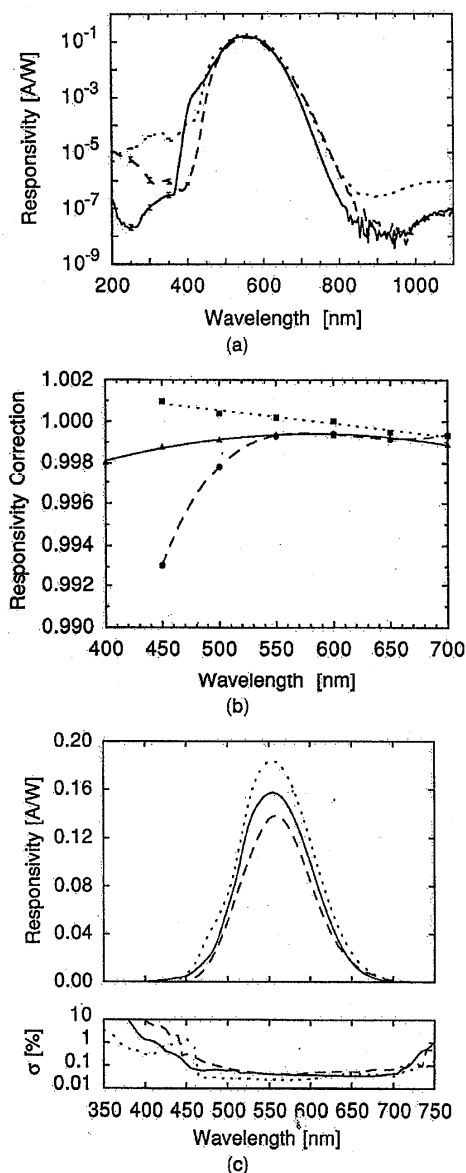 Responsivity [A/W]
10-1
10-3
10-5
10-7
10-9
200 400 600 800 1000
Wavelength [nm]
(a)
Responsivity Correction
1.002
1.000
0.998
0.996
0.994
0.992
0.990
400 450 500 550 600 650 700
Wavelength [nm]
(b)
Responsivity [A/W]
0.20
0.16
0.12
0.08
0.04
0.00
σ [%]
10
1
0.1
0.01
350 400 450 500 550 600 650 700 750
Wavelength [nm]
(c)